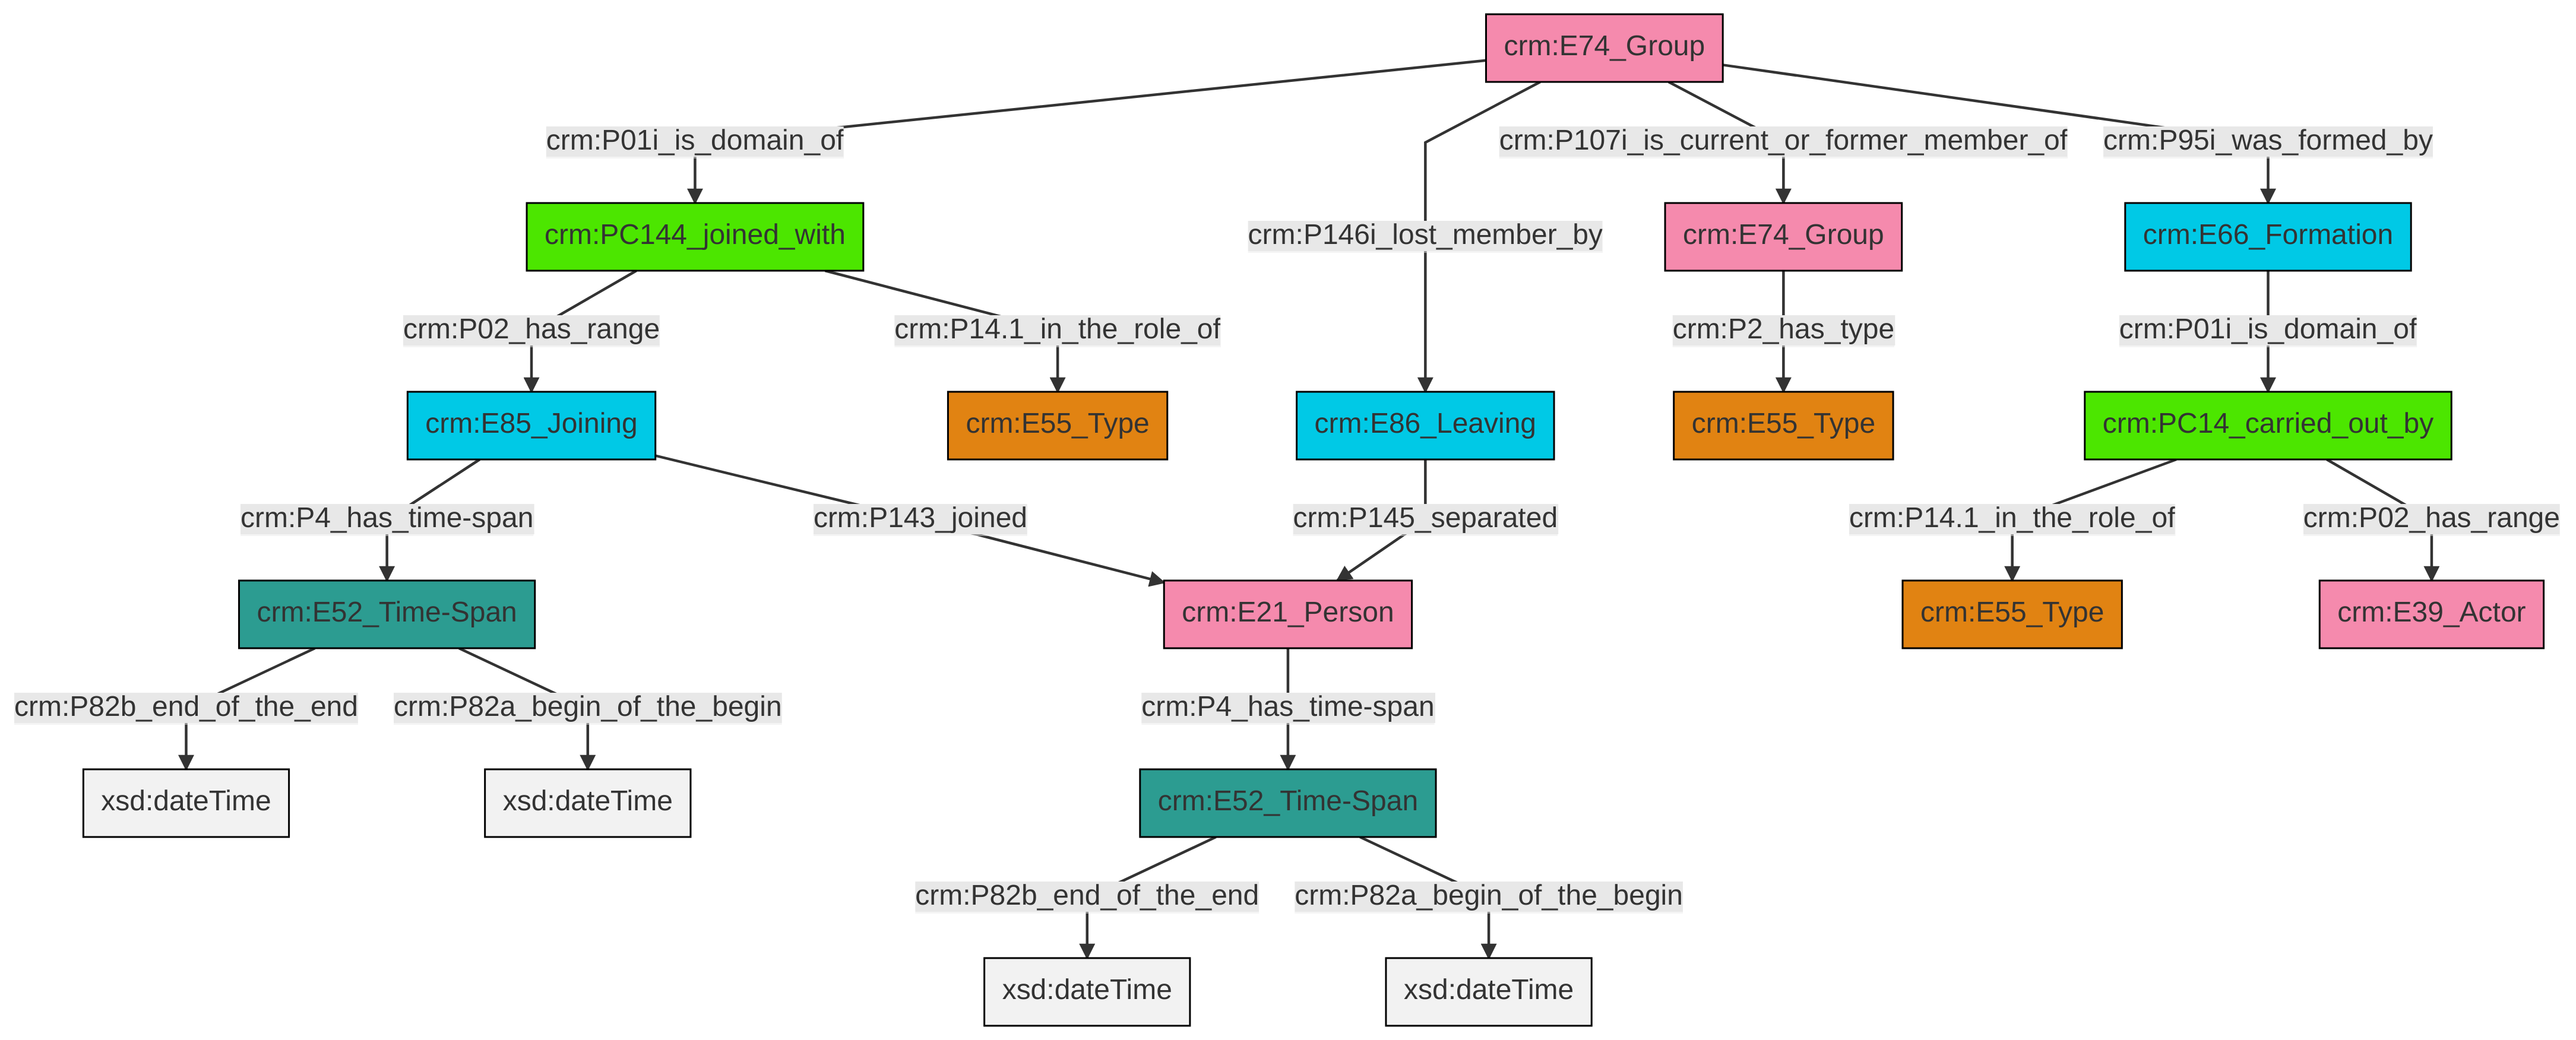 crm:E74_Group
crm:P01i_is_domain_of
crm:P107i_is_current_or_former_member_of
crm:P95i_was_formed_by
crm:PC144_joined_with
crm:P146i_lost_member_by
crm:E74_Group
crm:E66_Formation
crm:P02_has_range
crm:P14.1_in_the_role_of
crm:P2_has_type
crm:P01i_is_domain_of
crm:E85_Joining
crm:E55_Type
crm:E86_Leaving
crm:E55_Type
crm:PC14_carried_out_by
crm:P4_has_time-span
crm:P143_joined
crm:P145_separated
crm:P14.1_in_the_role_of
crm:P02_has_range
crm:E52_Time-Span
crm:E21_Person
crm:E55_Type
crm:E39_Actor
crm:P82b_end_of_the_end
crm:P82a_begin_of_the_begin
crm:P4_has_time-span
xsd:dateTime
xsd:dateTime
crm:E52_Time-Span
crm:P82b_end_of_the_end
crm:P82a_begin_of_the_begin
xsd:dateTime
xsd:dateTime